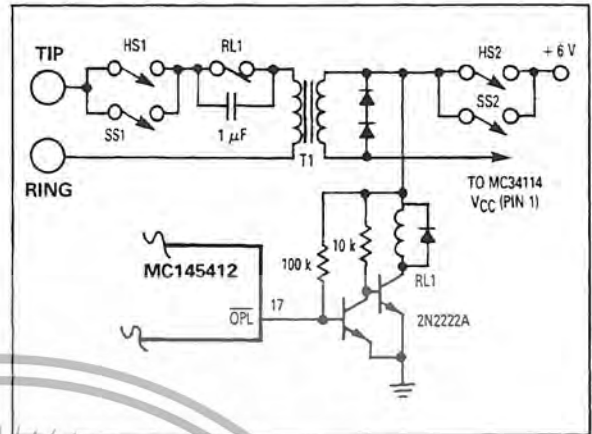 TIP
HS1
RL1
HS2
+ 6 V
SS1
1 μF
T1
SS2
RING
TO MC34114
VCC (PIN 1)
MC145412
100 k
10 k
RL1
OPL
17
2N2222A